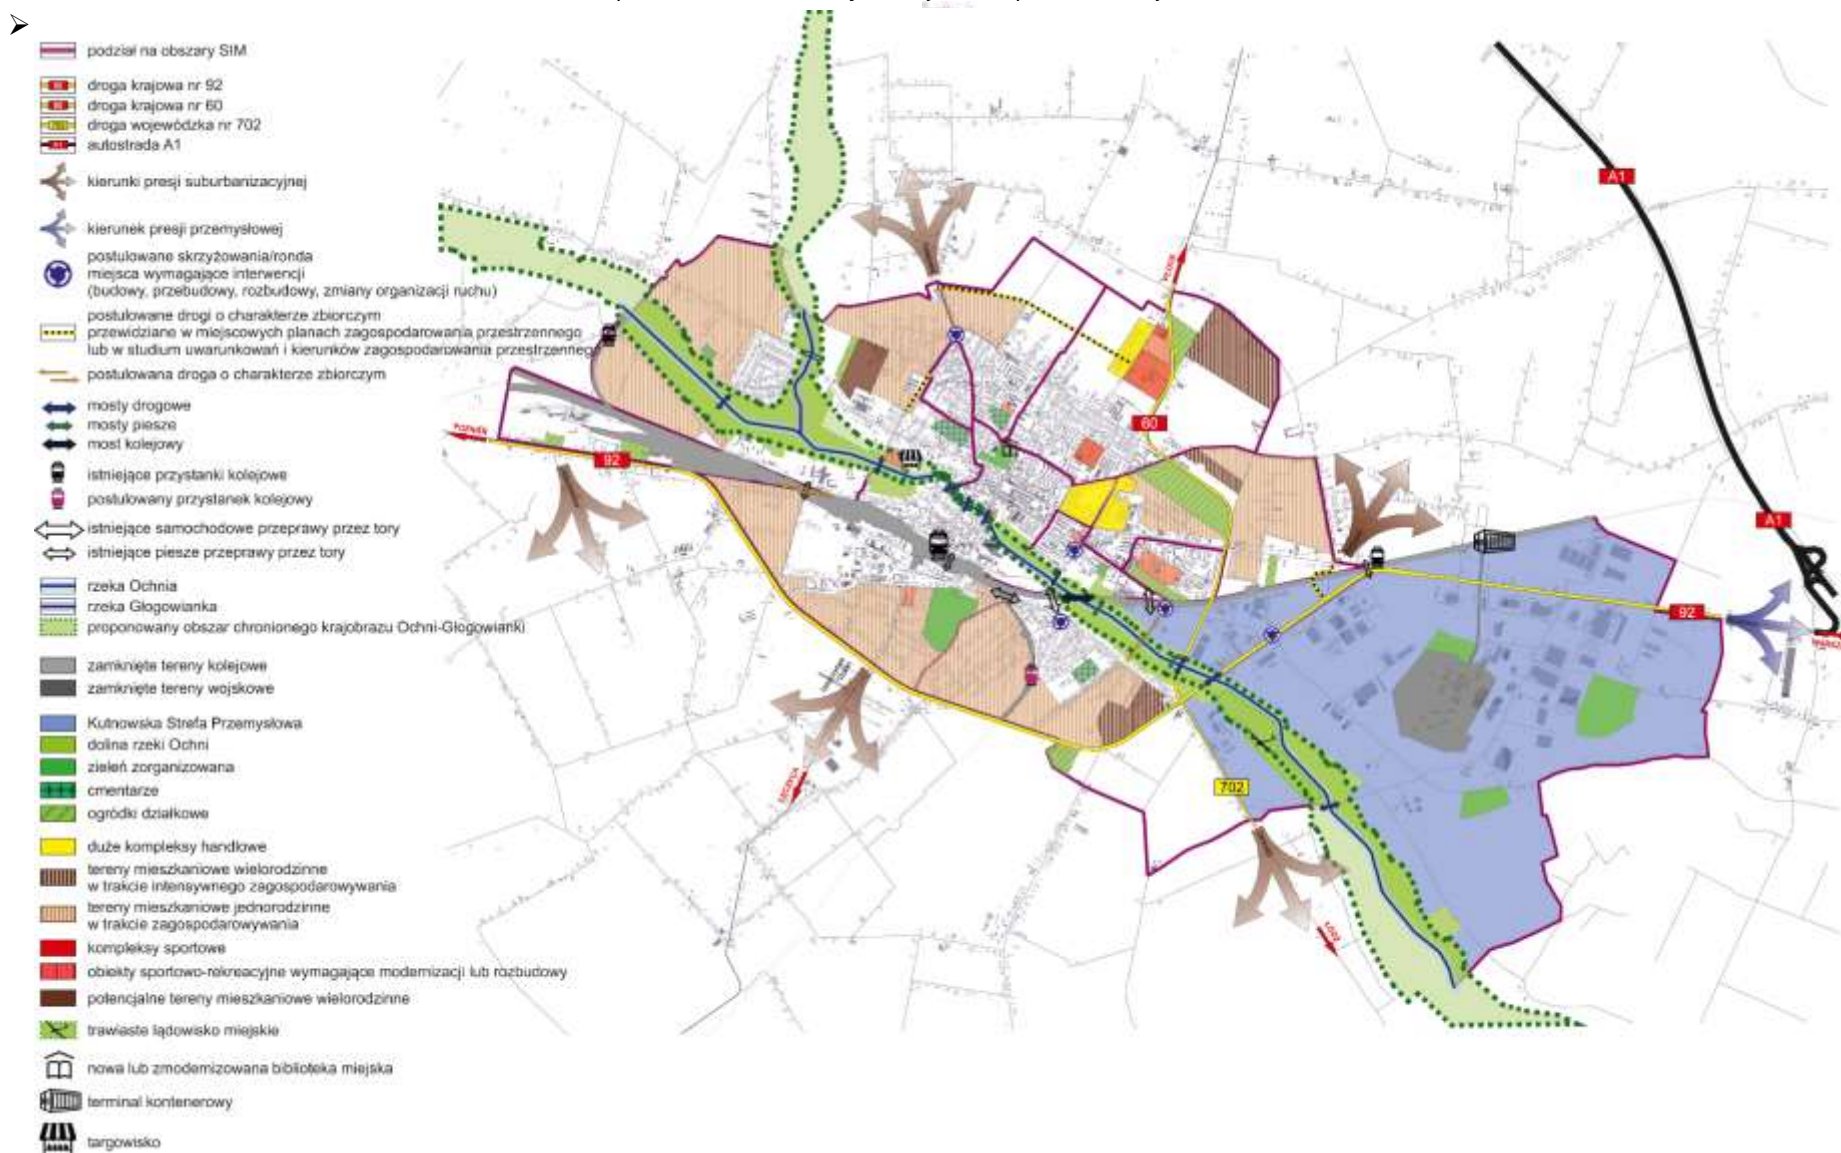 podział na obszary SIM
droga krajowa nr 92
droga krajowa nr 60
droga wojewódzka nr 702
autostrada A1
kierunki presji suburbanizacyjnej
kierunek presji przemysłowej
postulowane skrzyżowania/ronda
miejsca wymagające interwencji
(budowy, przebudowy, rozbudowy, zmiany organizacji ruchu)
postulowane drogi o charakterze zbiorczym
przewidziane w miejscowych planach zagospodarowania przestrzennego
lub w studium uwarunkowań i kierunków zagospodarowania przestrzenneg
postulowana droga o charakterze zbiorczym
mosty drogowe
mosty piesze
most kolejowy
istniejące przystanki kolejowe
postulowany przystanek kolejowy
istniejące samochodowe przeprawy przez tory
istniejące piesze przeprawy przez tory
rzeka Ochnia
rzeka Głogowianka
proponowany obszar chronionego krajobrazu Ochni-Głogowianki
zamknięte tereny kolejowe
zamknięte tereny wojskowe
Kutnowska Strefa Przemysłowa
dolina rzeki Ochni
zieleń zorganizowana
cmentarze
ogródki działkowe
duże kompleksy handlowe
tereny mieszkaniowe wielorodzinne
w trakcie intensywnego zagospodarowywania
tereny mieszkaniowe jednorodzinne
w trakcie zagospodarowywania
kompleksy sportowe
obiekty sportowo-rekreacyjne wymagające modernizacji lub rozbudowy
potencjalne tereny mieszkaniowe wielorodzinne
trawiaste lądowisko miejskie
nowa lub zmodernizowana biblioteka miejska
terminal kontenerowy
targowisko
A1
PŁOCK
60
POZNAŃ
92
A1
92
702
ŁÓDŹ